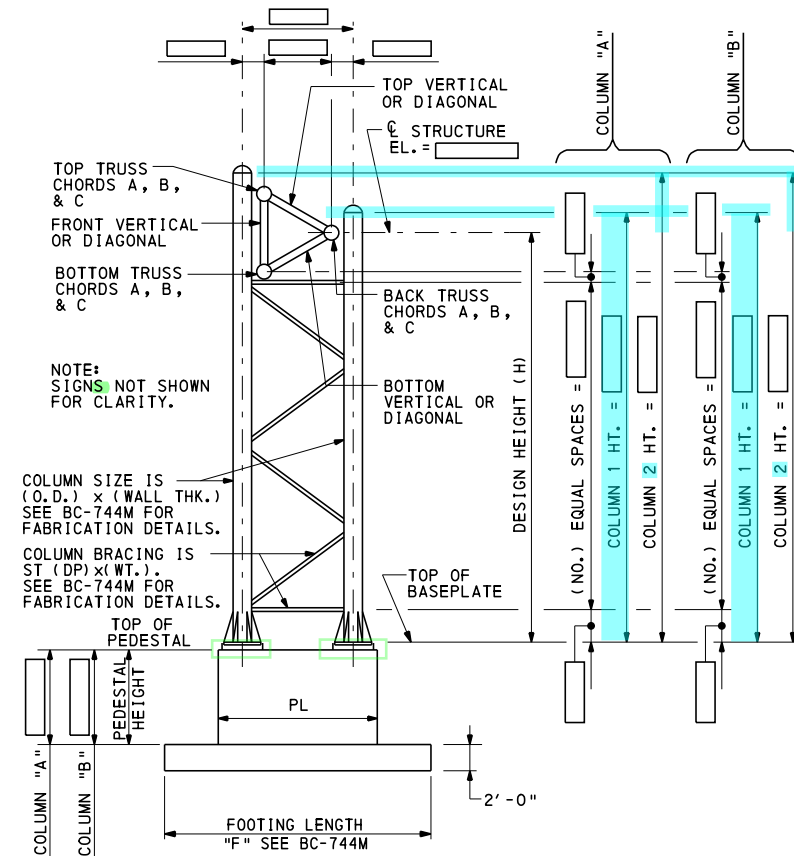 TOP VERTICAL
OR DIAGONAL
℄ STRUCTURE
EL.=
COLUMN "A"
COLUMN "B"
TOP TRUSS
CHORDS A, B,
& C
FRONT VERTICAL
OR DIAGONAL
BOTTOM TRUSS
CHORDS A, B,
& C
BACK TRUSS
CHORDS A, B,
& C
NOTE:
SIGNS NOT SHOWN
FOR CLARITY.
BOTTOM
VERTICAL OR
DIAGONAL
DESIGN HEIGHT (H)
(NO.) EQUAL SPACES =
COLUMN 1 HT. =
COLUMN 2 HT. =
(NO.) EQUAL SPACES =
COLUMN 1 HT. =
COLUMN 2 HT. =
COLUMN SIZE IS
(O.D.) x (WALL THK.)
SEE BC-744M FOR
FABRICATION DETAILS.
COLUMN BRACING IS
ST (DP)x(WT.).
SEE BC-744M FOR
FABRICATION DETAILS.
TOP OF
BASEPLATE
TOP OF
PEDESTAL
PEDESTAL
HEIGHT
PL
COLUMN "A"
COLUMN "B"
2'-0"
FOOTING LENGTH
"F" SEE BC-744M